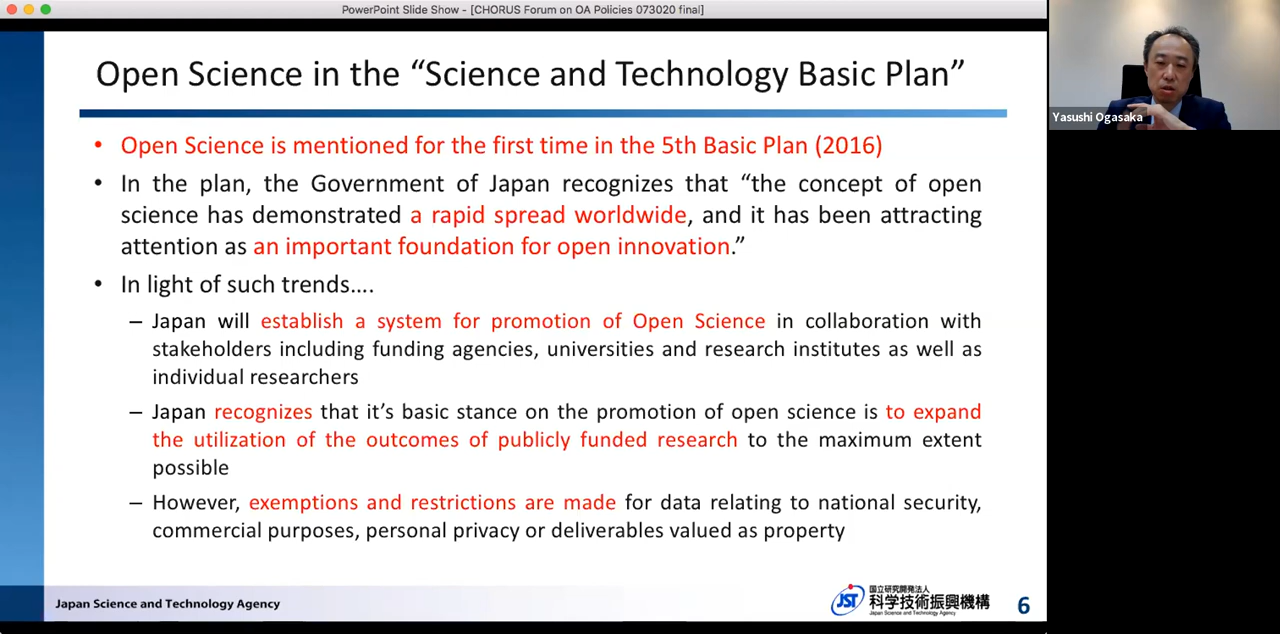 PowerPoint Slide Show - [CHORUS Forum on OA Policies 073020 final]
Open Science in the “Science and Technology Basic Plan”
• Open Science is mentioned for the first time in the 5th Basic Plan (2016)
• In the plan, the Government of Japan recognizes that “the concept of open
science has demonstrated a rapid spread worldwide, and it has been attracting
attention as an important foundation for open innovation.”
• In light of such trends….
– Japan will establish a system for promotion of Open Science in collaboration with
stakeholders including funding agencies, universities and research institutes as well as
individual researchers
– Japan recognizes that it’s basic stance on the promotion of open science is to expand
the utilization of the outcomes of publicly funded research to the maximum extent
possible
– However, exemptions and restrictions are made for data relating to national security,
commercial purposes, personal privacy or deliverables valued as property
Japan Science and Technology Agency
JST
国立研究開発法人
科学技術振興機構
Japan Science and Technology Agency
6
Yasushi Ogasaka